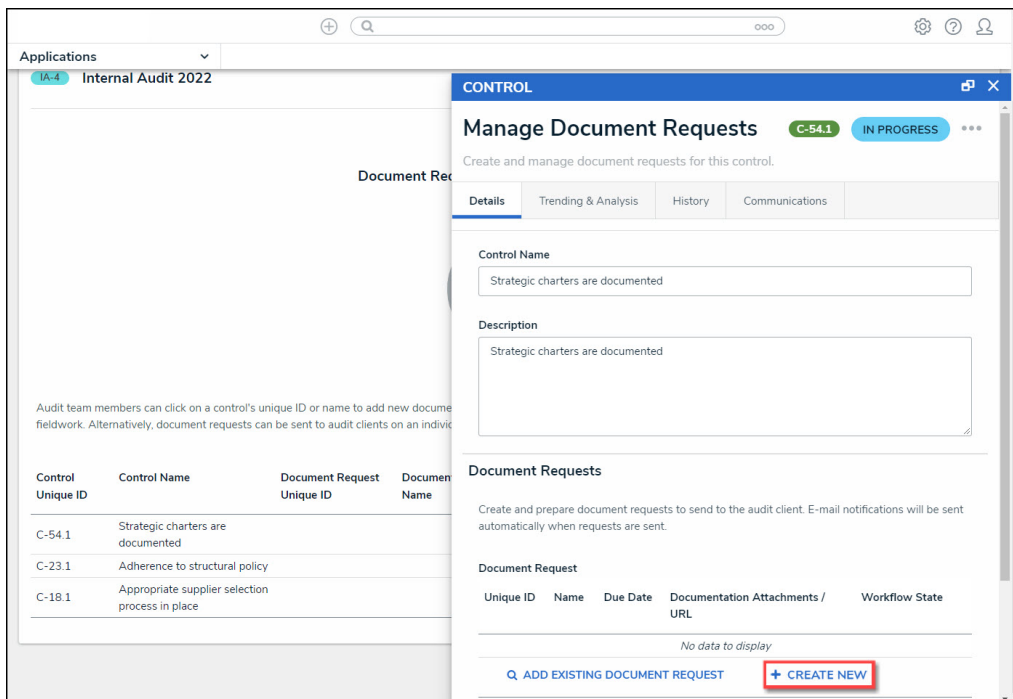 Applications
IA-4 Internal Audit 2022
Document Req
Audit team members can click on a control's unique ID or name to add new docume
fieldwork. Alternatively, document requests can be sent to audit clients on an individ
Control Unique ID
Control Name
Document Request Unique ID
Document Name
C-54.1
Strategic charters are
documented
C-23.1 Adherence to structural policy
C-18.1
Appropriate supplier selection
process in place
CONTROL
Manage Document Requests C-54.1 IN PROGRESS
Create and manage document requests for this control.
Details Trending & Analysis History Communications
Control Name
Strategic charters are documented
Description
Strategic charters are documented
Document Requests
Create and prepare document requests to send to the audit client. E-mail notifications will be sent
automatically when requests are sent.
Document Request
Unique ID Name Due Date Documentation Attachments / URL Workflow State
No data to display
ADD EXISTING DOCUMENT REQUEST + CREATE NEW